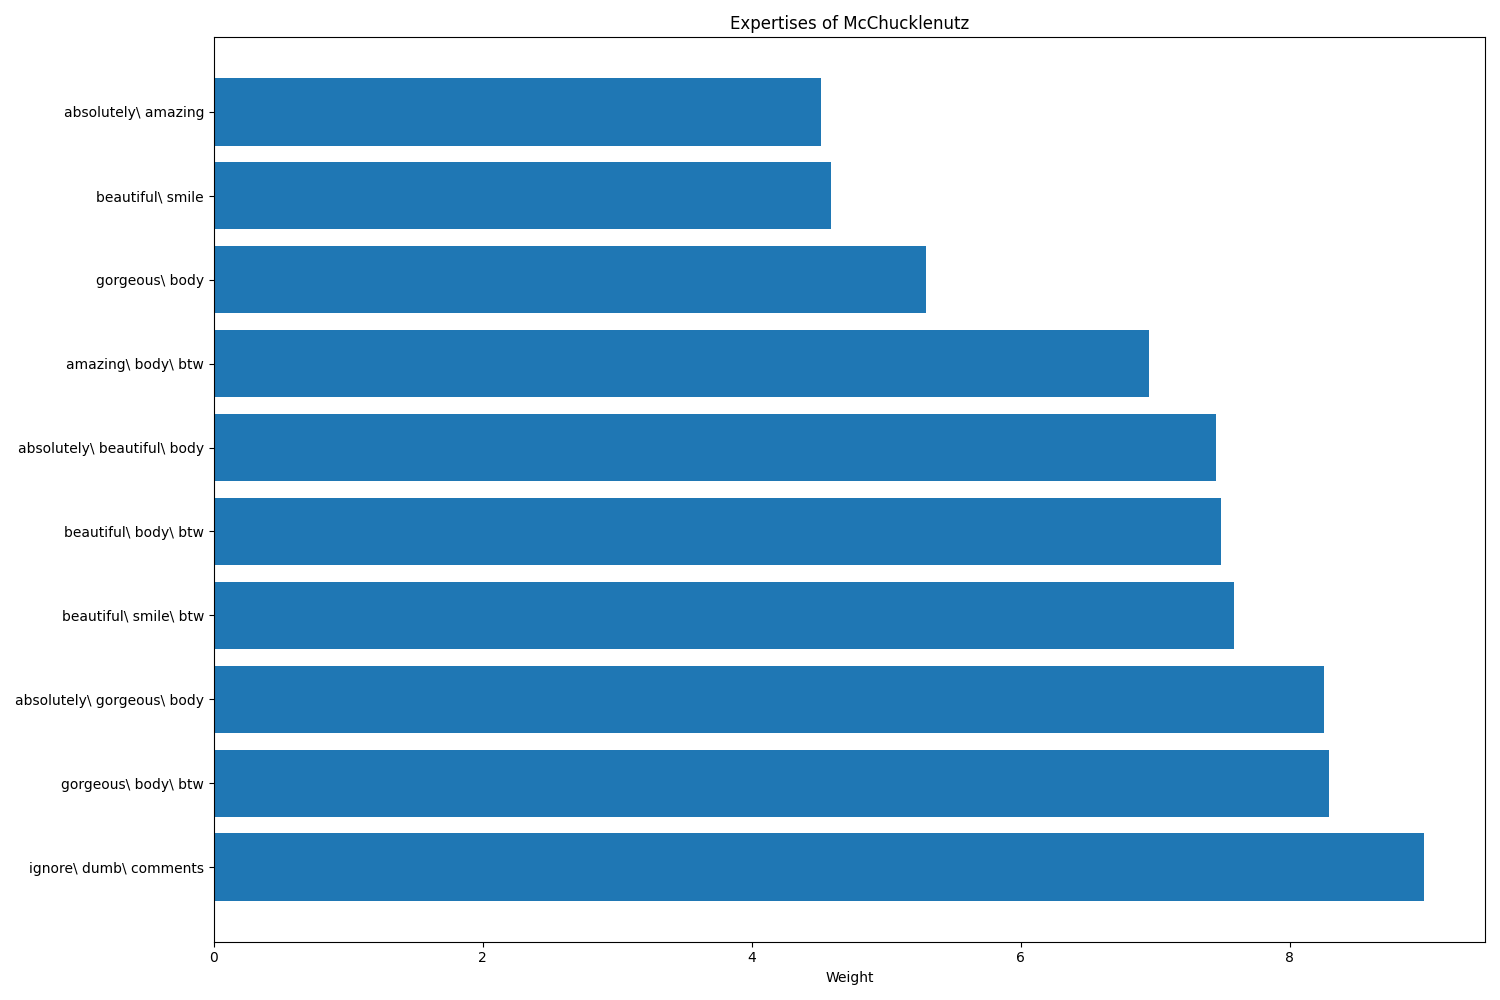 Expertises of McChucklenutz
absolutely\ amazing
beautiful\ smile
gorgeous\ body
amazing\ body\ btw
absolutely\ beautiful\ body
beautiful\ body\ btw
beautiful\ smile\ btw
absolutely\ gorgeous\ body
gorgeous\ body\ btw
ignore\ dumb\ comments
0 2 4 6 8
Weight